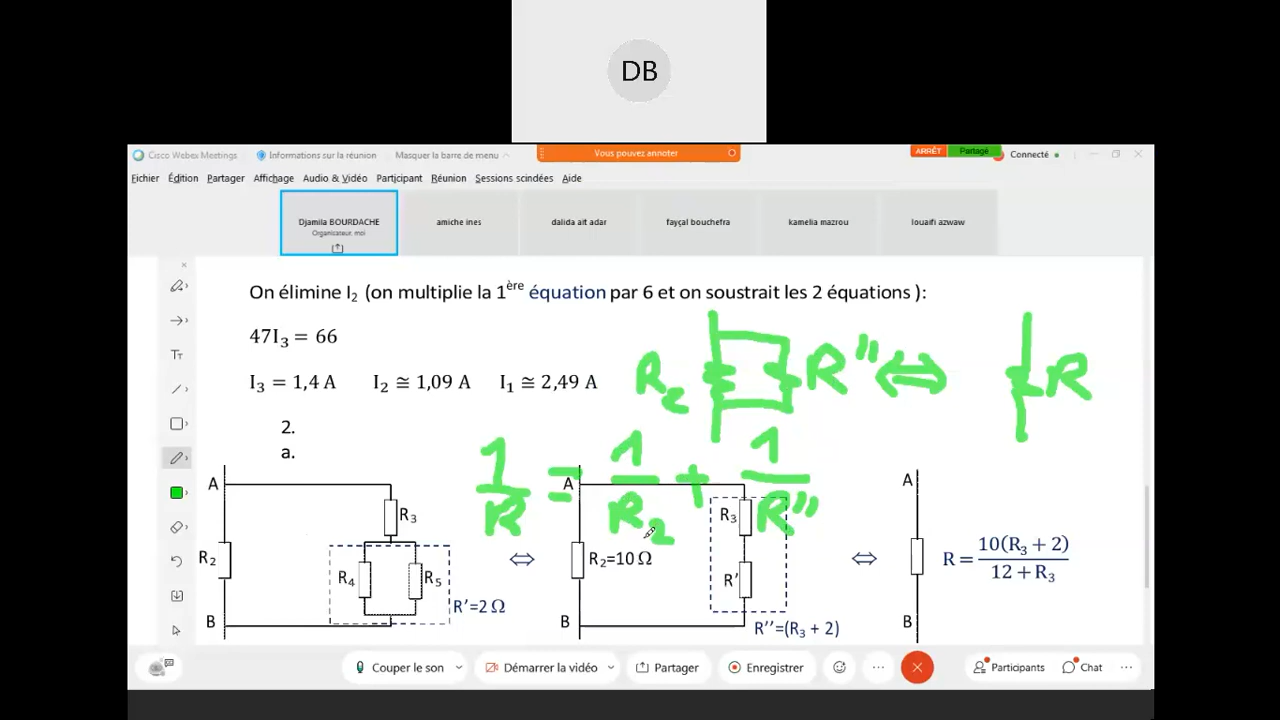 DB
Cisco Webex Meetings Informations sur la réunion Masquer la barre de menu Vous pouvez annoter ARRÊT Partagé Connecté
Fichier Édition Partager Affichage Audio & Vidéo Participant Réunion Sessions scindées Aide
Djamila BOURDACHE amiche ines dalida ait adar fayçal bouchefra kamelia mazrou louaifi azwaw
Organisateur. moi
On élimine I₂ (on multiplie la 1ère équation par 6 et on soustrait les 2 équations ):
47I₃ = 66
R₂ R'' ⇔ R
I₃ = 1,4 A I₂ ≅ 1,09 A I₁ ≅ 2,49 A
2.
a.
1/R = 1/R₂ + 1/R''
A R₃ A R₃ A
R₂ R₄ R₅ ⇔ R₂=10 Ω R' ⇔ R = 10(R₃ + 2) / 12 + R₃
B R'=2 Ω B R''=(R₃ + 2) B
Tт
Couper le son Démarrer la vidéo Partager Enregistrer ... Participants Chat ...